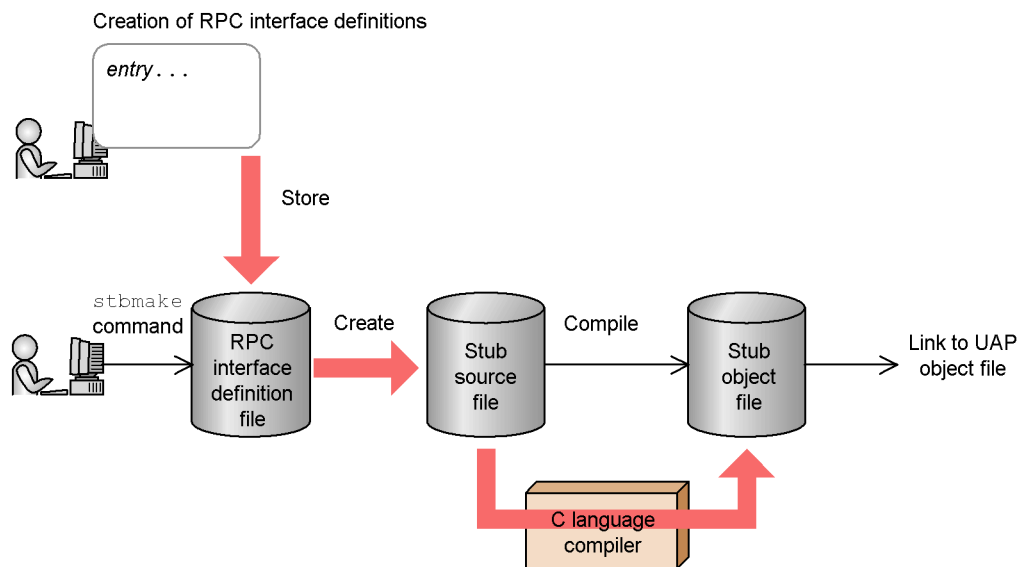 Creation of RPC interface definitions
entry...
Store
stbmake
command
RPC
interface
definition
file
Create
Stub
source
file
Compile
Stub
object
file
Link to UAP
object file
C language
compiler